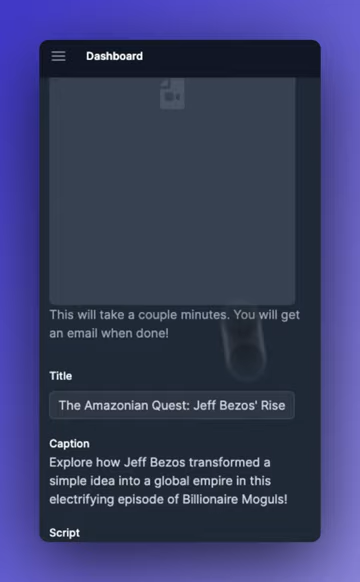 Dashboard
This will take a couple minutes. You will get
an email when done!
Title
The Amazonian Quest: Jeff Bezos' Rise
Caption
Explore how Jeff Bezos transformed a
simple idea into a global empire in this
electrifying episode of Billionaire Moguls!
Script